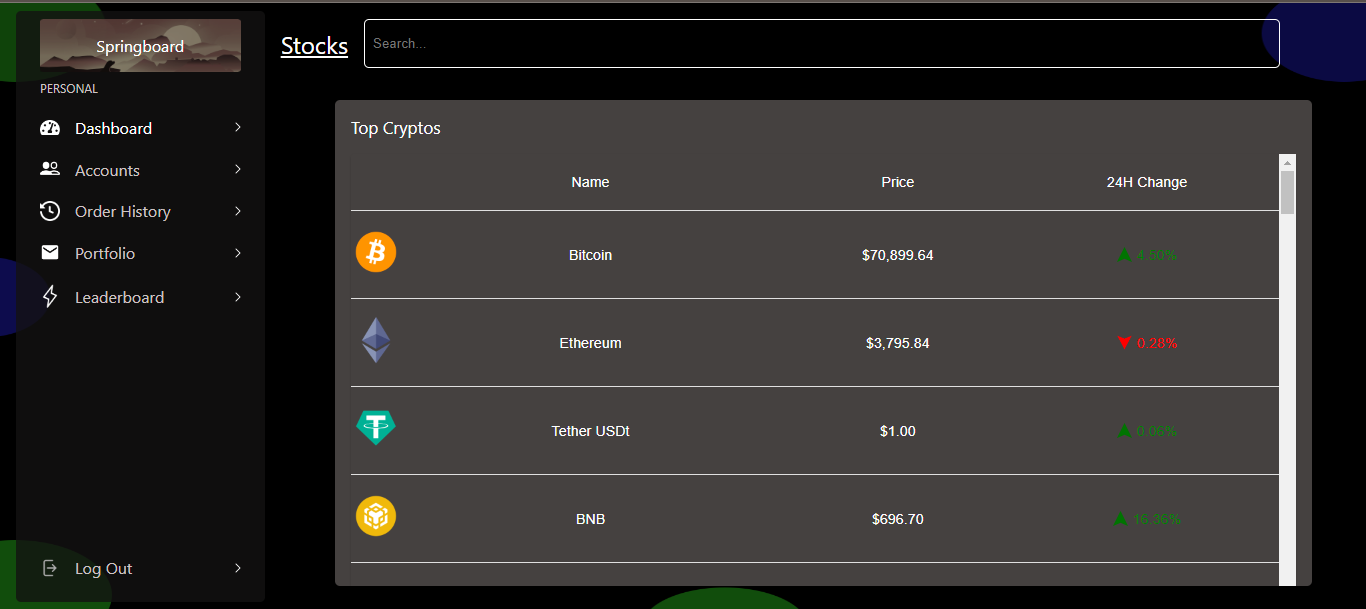 Springboard
PERSONAL
Dashboard
Accounts
Order History
Portfolio
Leaderboard
Log Out
Stocks
Search...
Top Cryptos
Name Price 24H Change
Bitcoin $70,899.64 4.50%
Ethereum $3,795.84 0.28%
Tether USDt $1.00 0.06%
BNB $696.70 16.36%